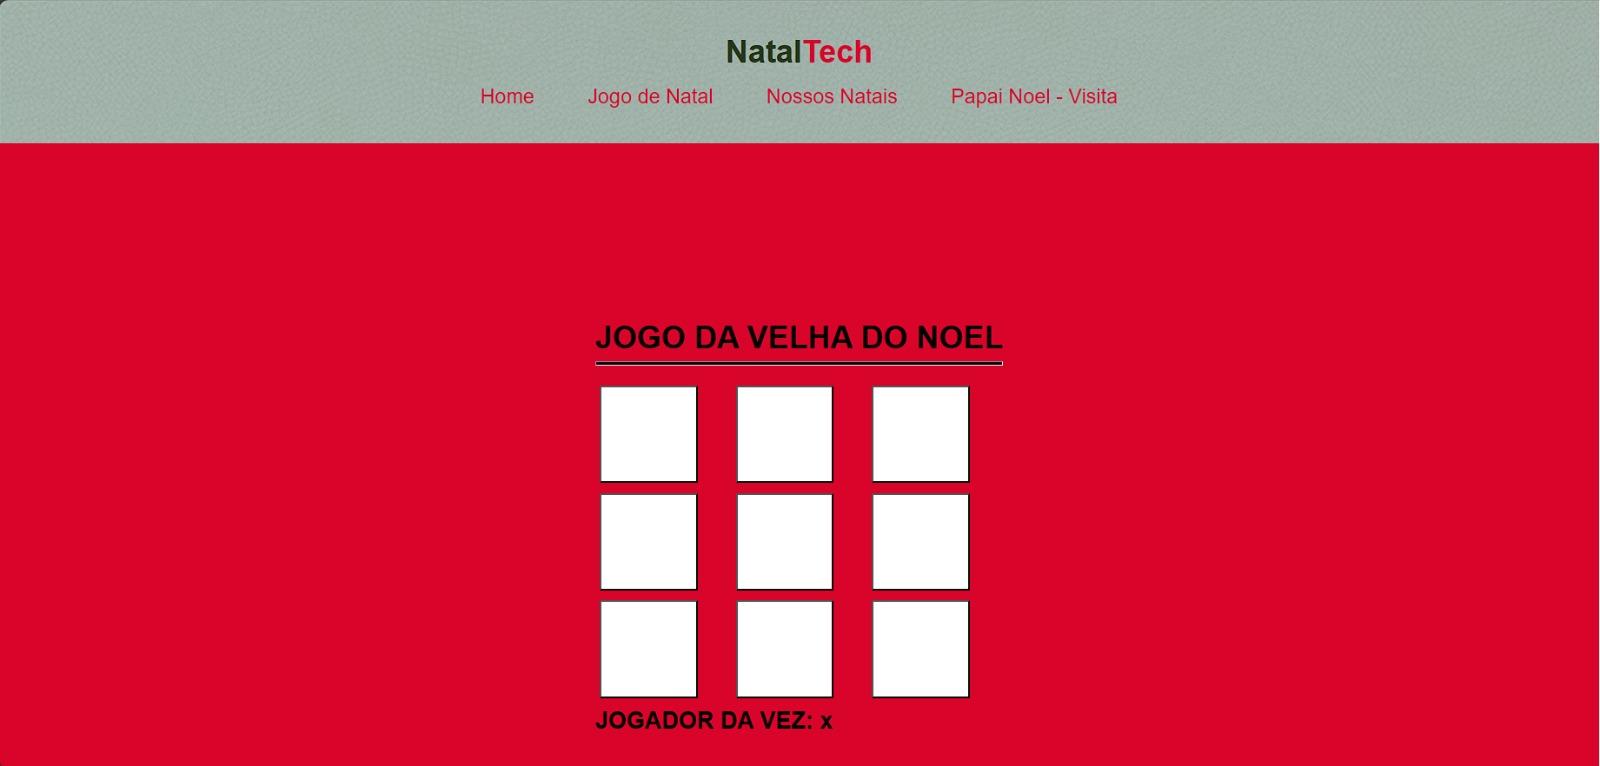 NatalTech
Home Jogo de Natal Nossos Natais Papai Noel - Visita
JOGO DA VELHA DO NOEL
JOGADOR DA VEZ: x